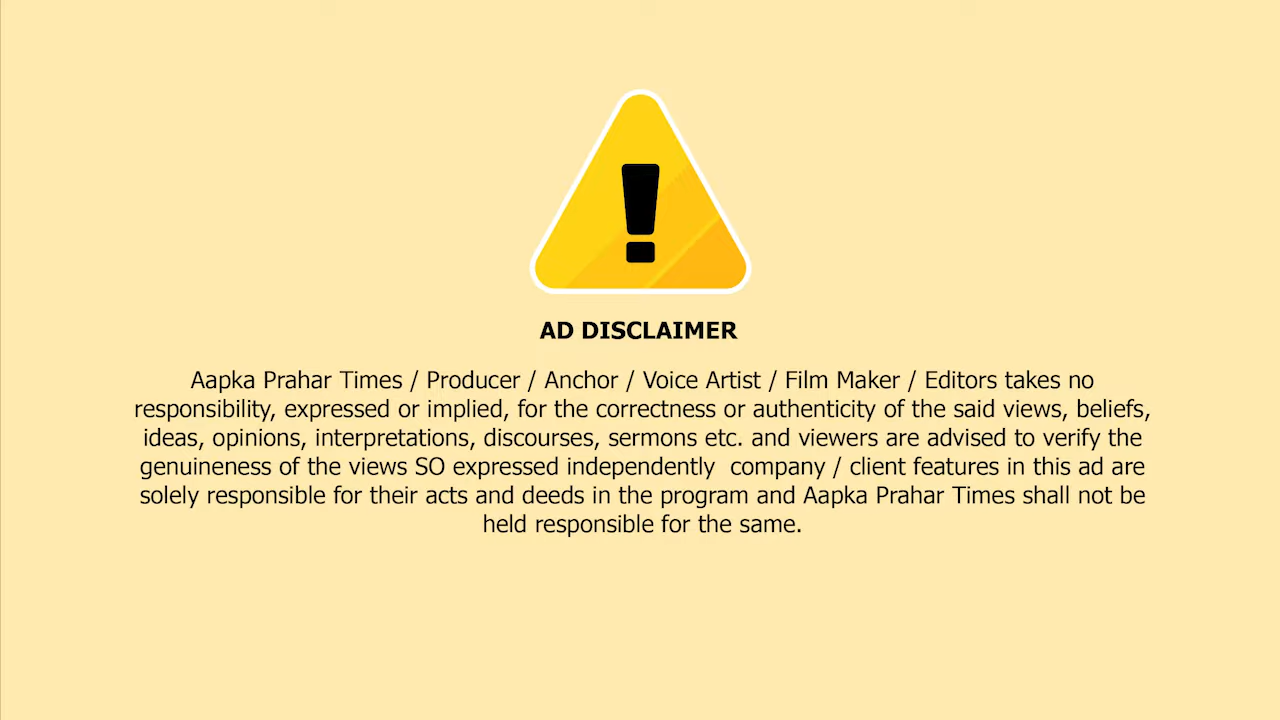 AD DISCLAIMER
Aapka Prahar Times / Producer / Anchor / Voice Artist / Film Maker / Editors takes no
responsibility, expressed or implied, for the correctness or authenticity of the said views, beliefs,
ideas, opinions, interpretations, discourses, sermons etc. and viewers are advised to verify the
genuineness of the views SO expressed independently  company / client features in this ad are
solely responsible for their acts and deeds in the program and Aapka Prahar Times shall not be
held responsible for the same.